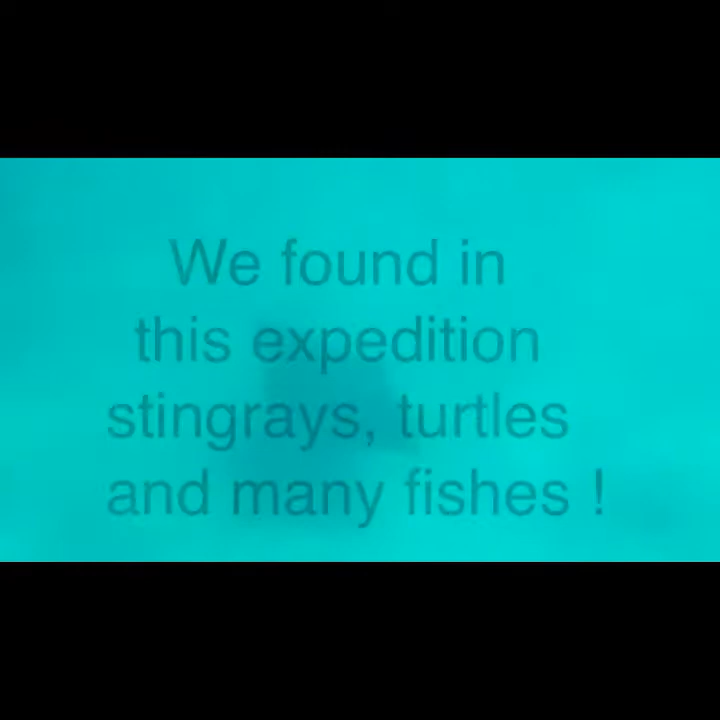 We found in
this expedition
stingrays, turtles
and many fishes !